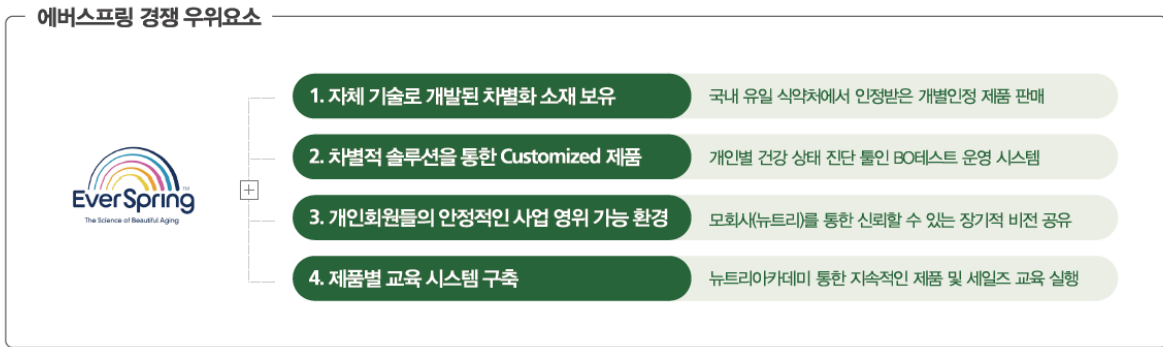 에버스프링 경쟁 우위요소
1. 자체 기술로 개발된 차별화 소재 보유
국내 유일 식약처에서 인정받은 개별인정 제품 판매
2. 차별적 솔루션을 통한 Customized 제품
개인별 건강 상태 진단 툴인 BO테스트 운영 시스템
EverSpring
TM
The Science of Beautiful Aging
3. 개인회원들의 안정적인 사업 영위 가능 환경
모회사(뉴트리)를 통한 신뢰할 수 있는 장기적 비전 공유
4. 제품별 교육 시스템 구축
뉴트리아카데미 통한 지속적인 제품 및 세일즈 교육 실행